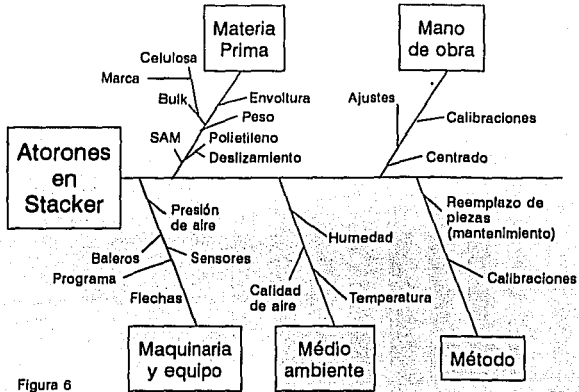 Materia
Prima
Mano
de obra
Celulosa
Marca
Bulk
Envoltura
Peso
SAM
Polietileno
Deslizamiento
Ajustes
Calibraciones
Centrado
Atorones
en
Stacker
Presión
de aire
Baleros
Sensores
Programa
Flechas
Humedad
Calidad
de aire
Temperatura
Reemplazo de
piezas
(mantenimiento)
Calibraciones
Maquinaria
y equipo
Médio
ambiente
Método
Figura 6